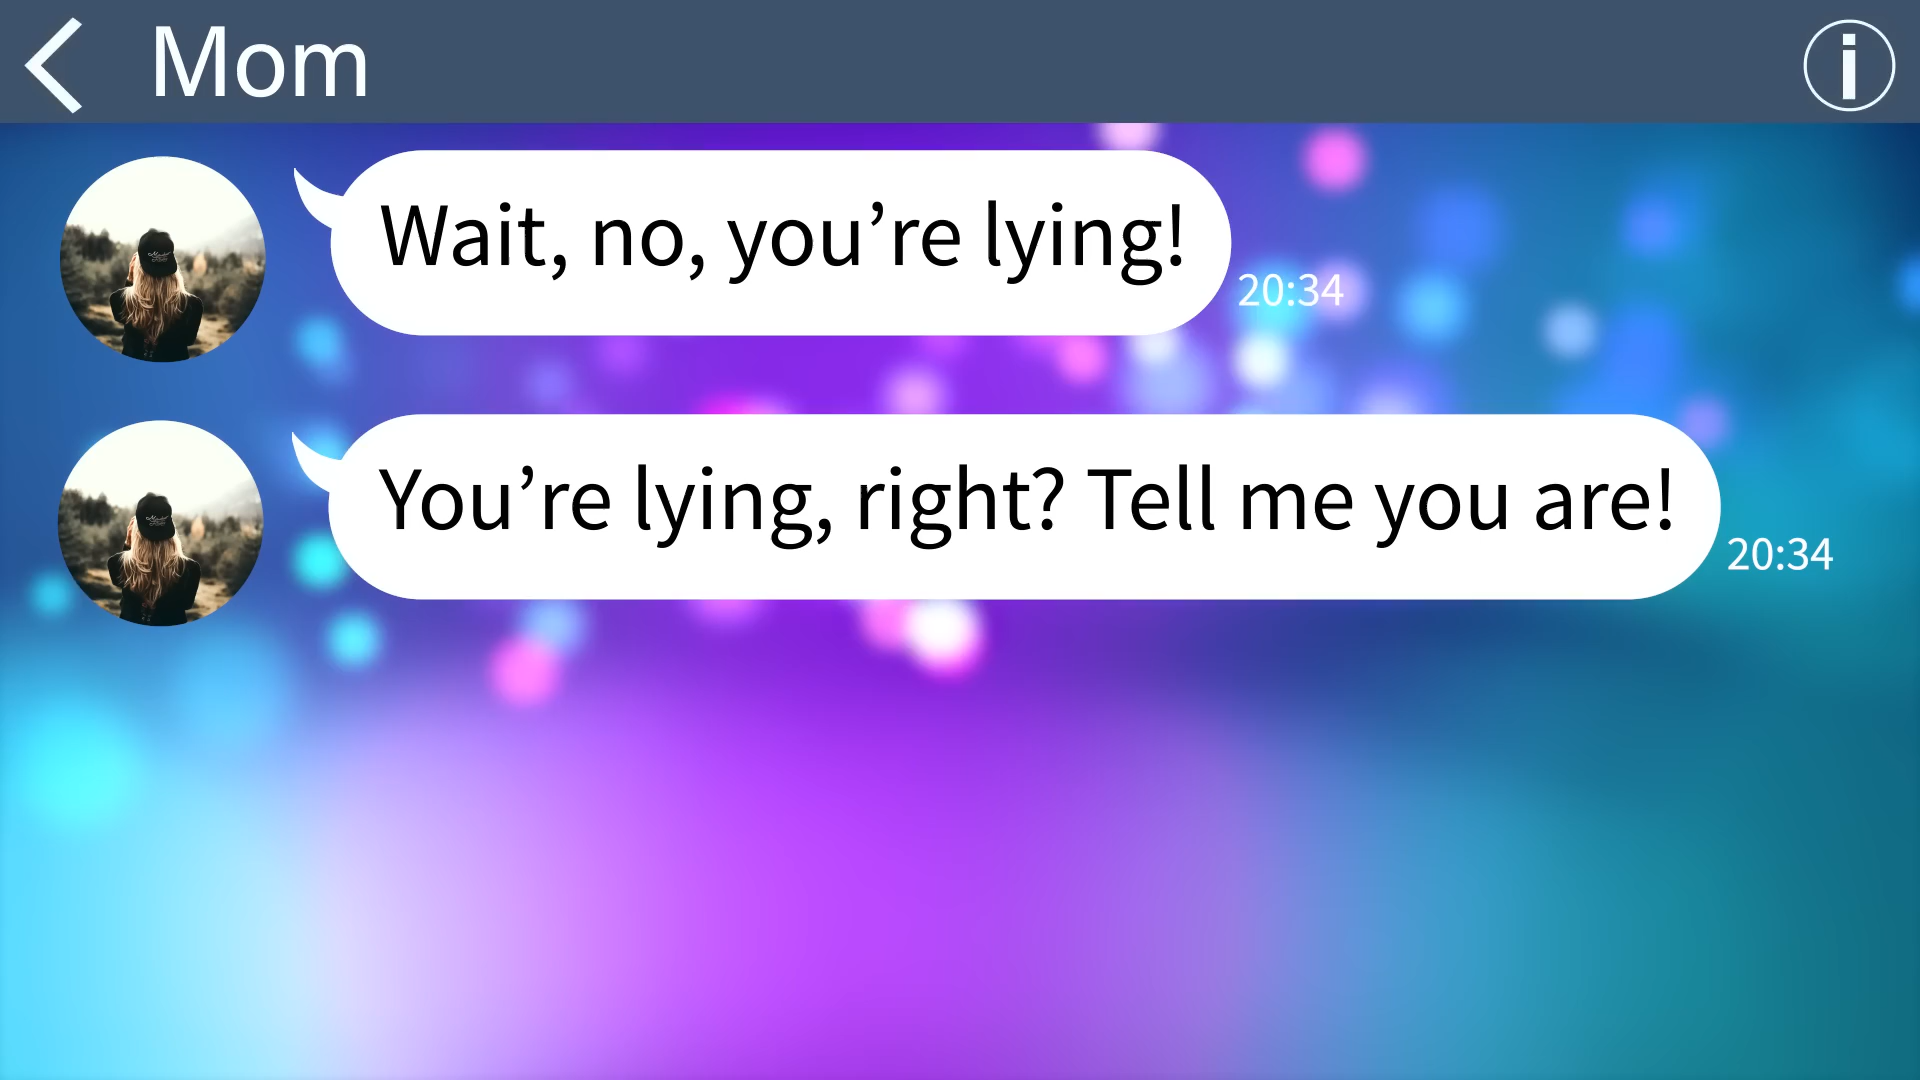 Mom
Wait, no, you’re lying!
20:34
You’re lying, right? Tell me you are!
20:34